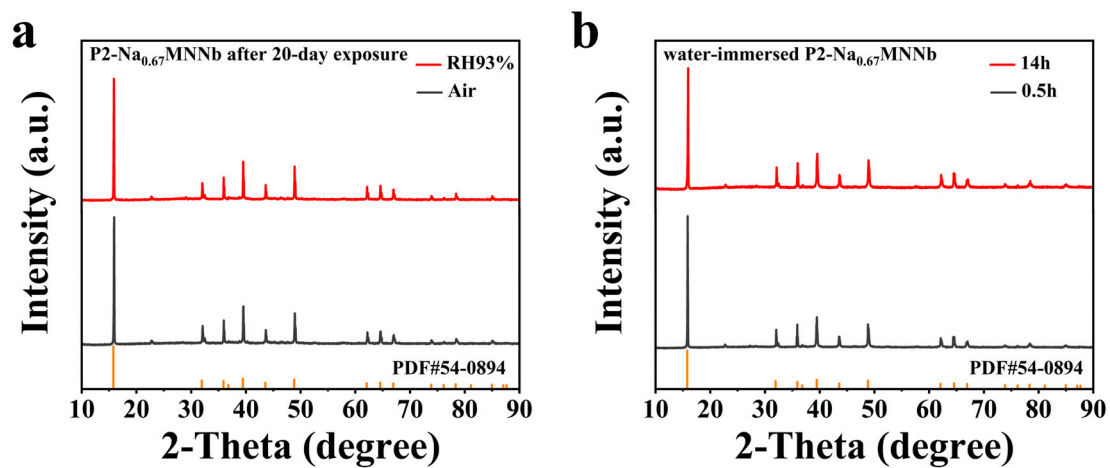 a
P2-Na0.67MNNb after 20-day exposure
RH93%
Air
Intensity (a.u.)
PDF#54-0894
10 20 30 40 50 60 70 80 90
2-Theta (degree)
b
water-immersed P2-Na0.67MNNb
14h
0.5h
Intensity (a.u.)
PDF#54-0894
10 20 30 40 50 60 70 80 90
2-Theta (degree)